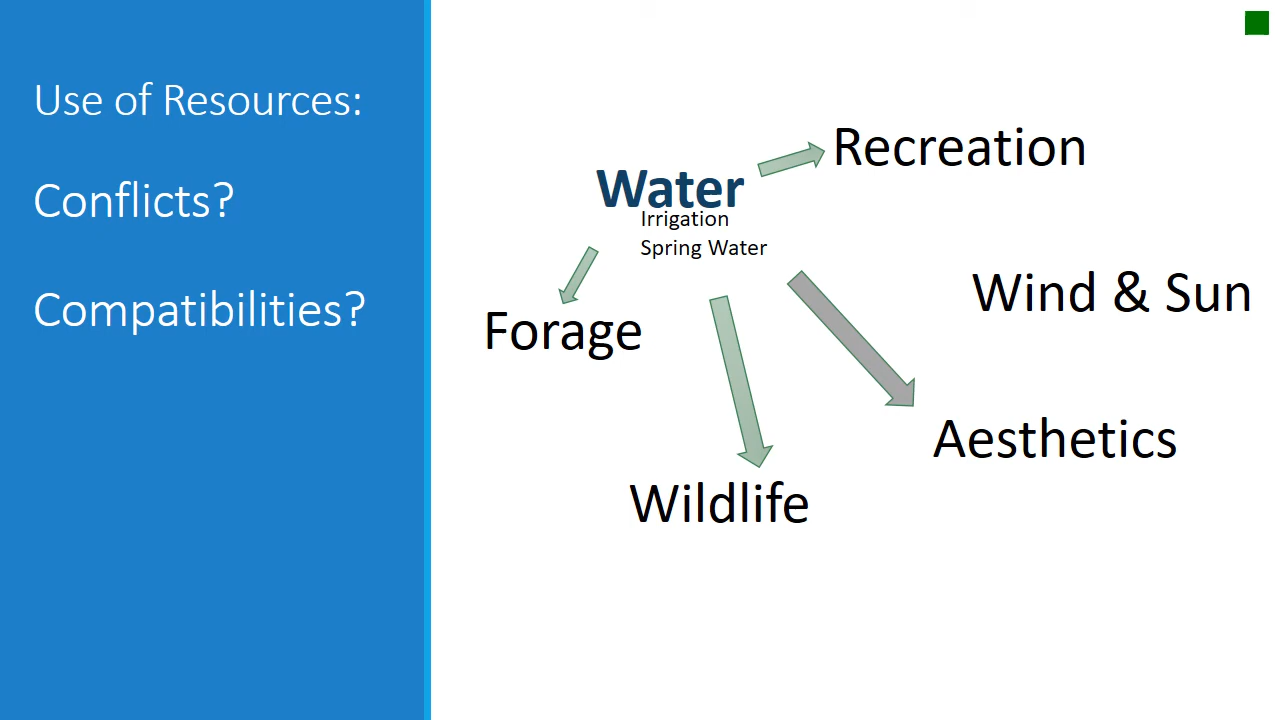 Use of Resources:
Conflicts?
Compatibilities?
Recreation
Water
Irrigation
Spring Water
Wind & Sun
Forage
Aesthetics
Wildlife